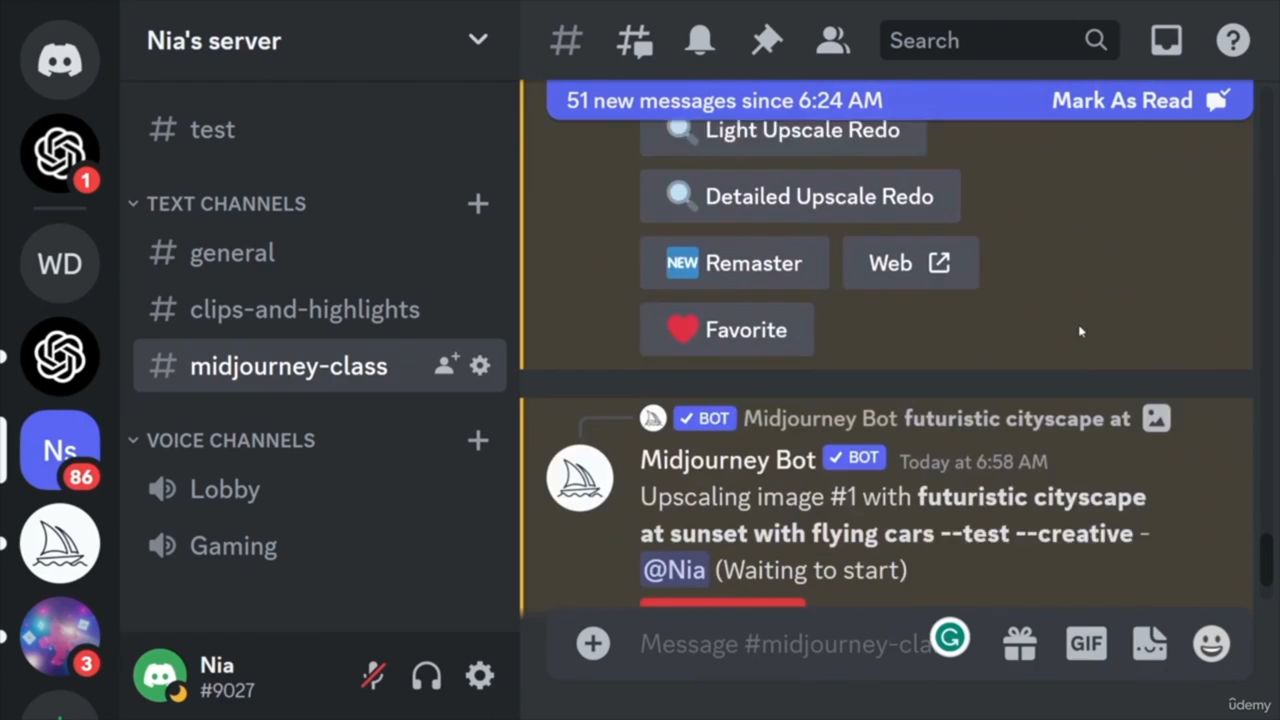 Nia's server
Search
51 new messages since 6:24 AM
Mark As Read
test
TEXT CHANNELS
general
clips-and-highlights
midjourney-class
VOICE CHANNELS
Lobby
Gaming
1
WD
Ns
86
3
Nia
#9027
Light Upscale Redo
Detailed Upscale Redo
NEW Remaster
Web
Favorite
BOT Midjourney Bot futuristic cityscape at
Midjourney Bot BOT Today at 6:58 AM
Upscaling image #1 with futuristic cityscape
at sunset with flying cars --test --creative -
@Nia (Waiting to start)
Message #midjourney-cla
GIF
ûdemy